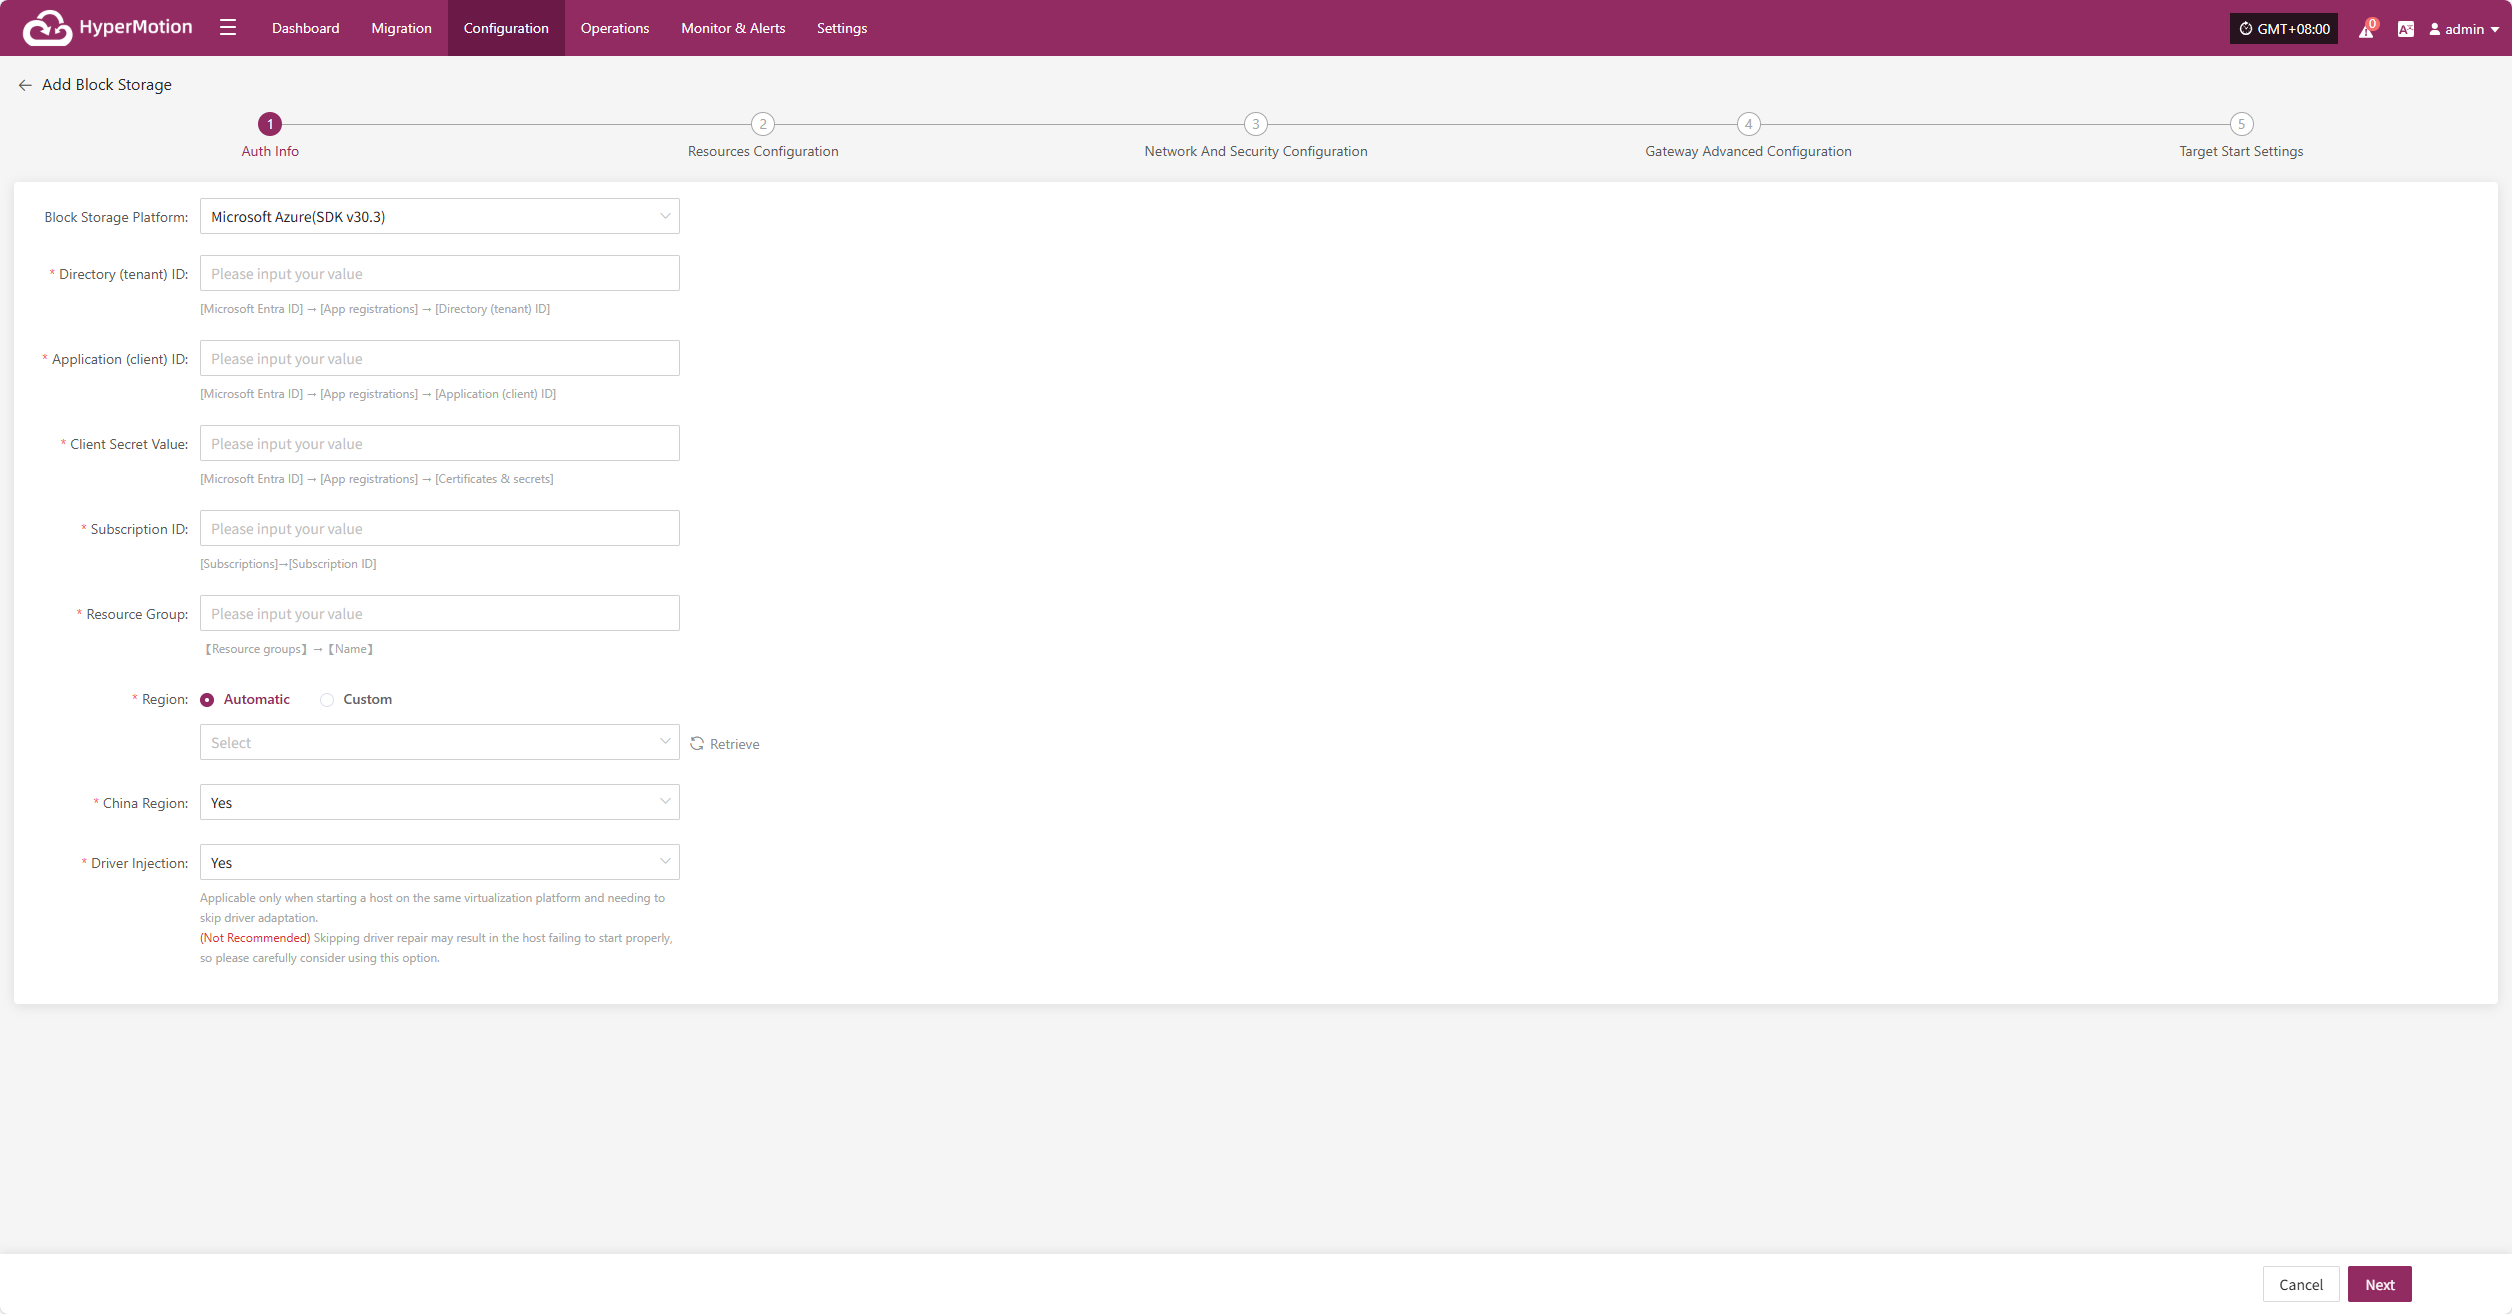 HyperMotion
Dashboard Migration Configuration Operations Monitor & Alerts Settings
GMT+08:00 0 admin
Add Block Storage
1 2 3 4 5
Auth Info Resources Configuration Network And Security Configuration Gateway Advanced Configuration Target Start Settings
Block Storage Platform: Microsoft Azure(SDK v30.3)
* Directory (tenant) ID: Please input your value
[Microsoft Entra ID] → [App registrations] → [Directory (tenant) ID]
* Application (client) ID: Please input your value
[Microsoft Entra ID] → [App registrations] → [Application (client) ID]
* Client Secret Value: Please input your value
[Microsoft Entra ID] → [App registrations] → [Certificates & secrets]
* Subscription ID: Please input your value
[Subscriptions]→[Subscription ID]
* Resource Group: Please input your value
【Resource groups】→【Name】
* Region: Automatic Custom
Select Retrieve
* China Region: Yes
* Driver Injection: Yes
Applicable only when starting a host on the same virtualization platform and needing to
skip driver adaptation.
(Not Recommended) Skipping driver repair may result in the host failing to start properly,
so please carefully consider using this option.
Cancel Next